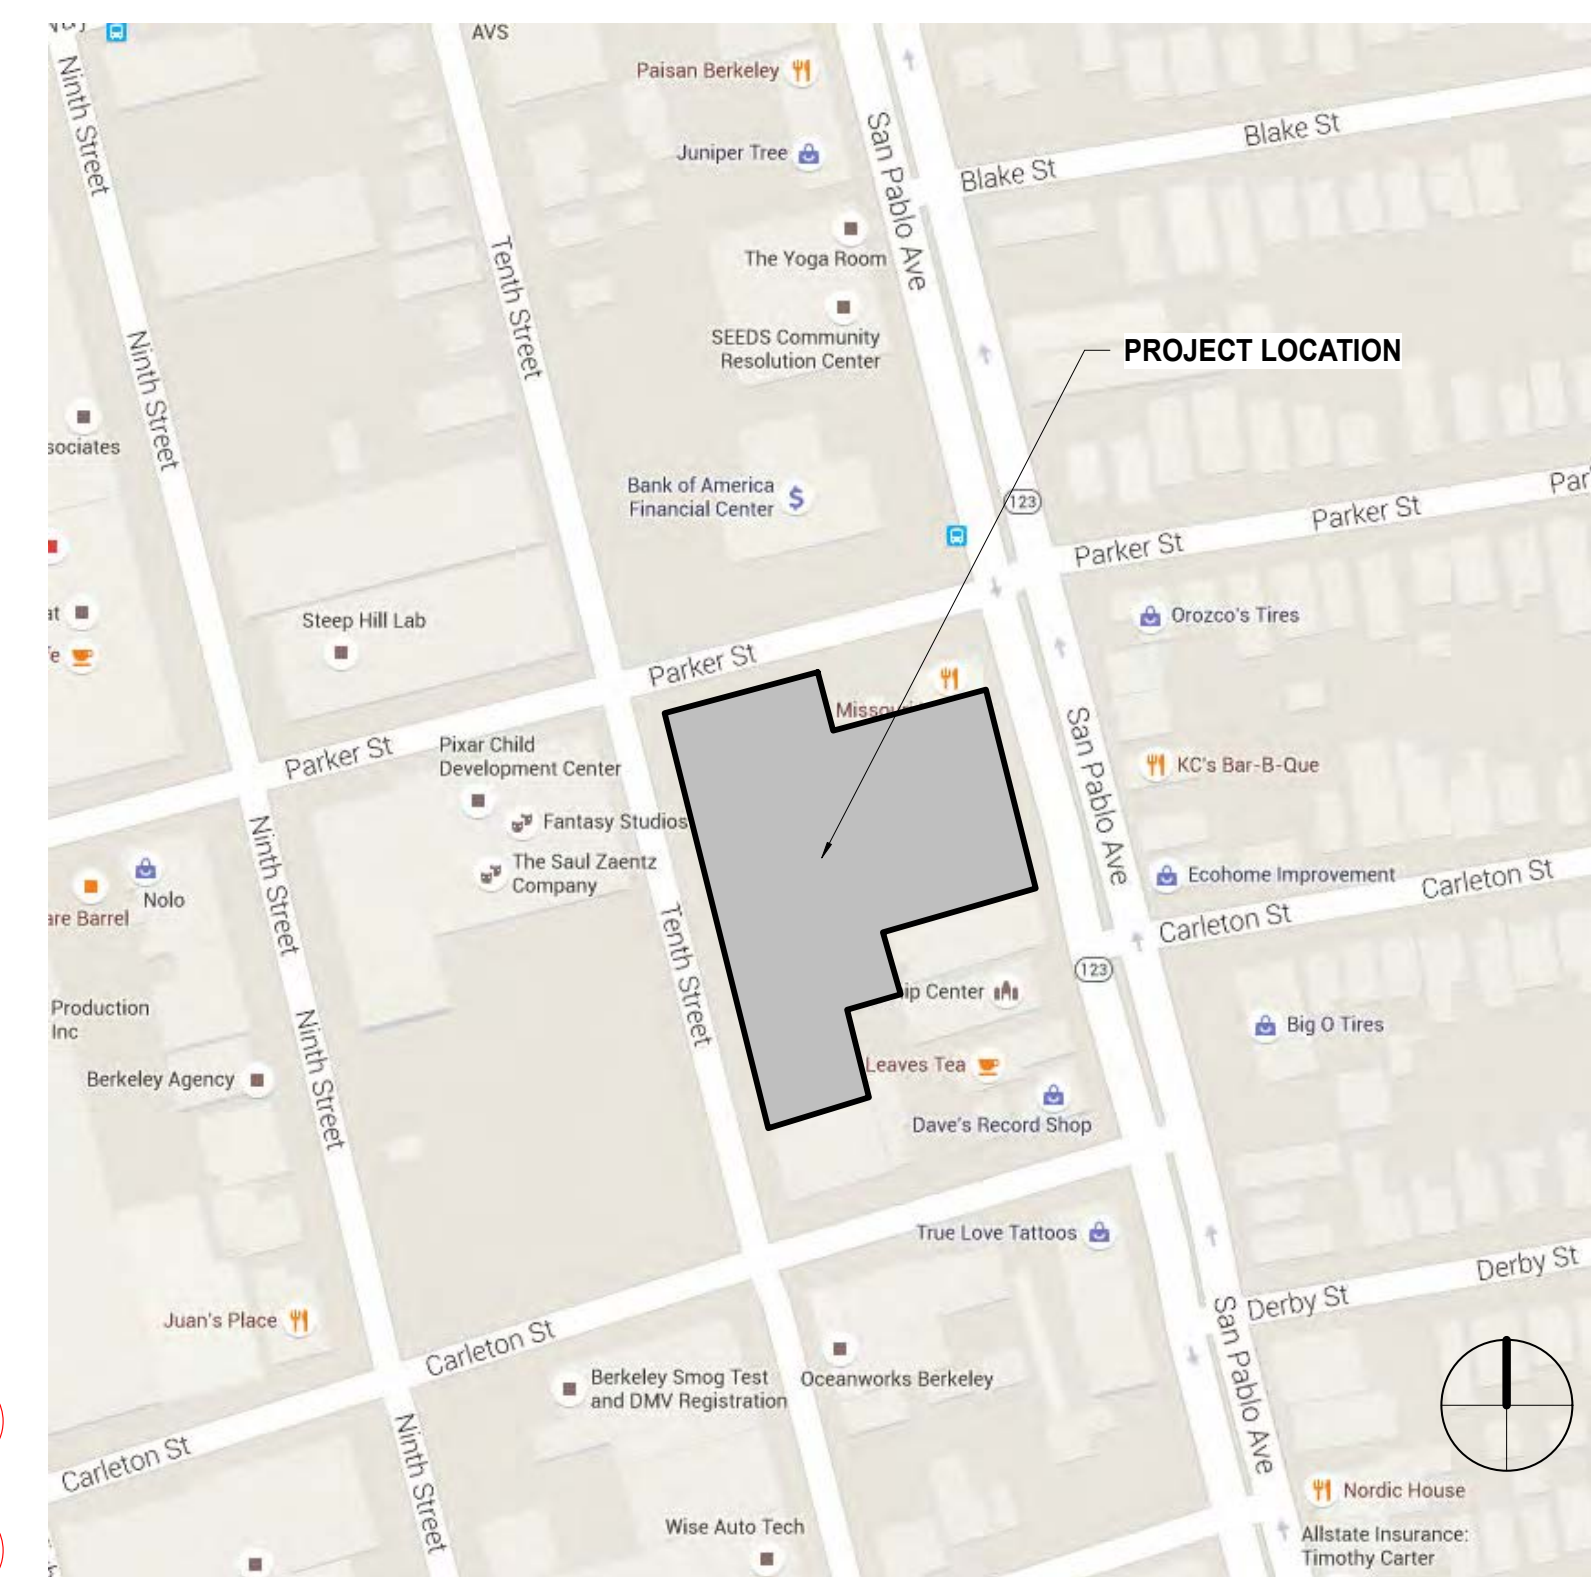 AVS
Ninth Street
Paisan Berkeley
San Pablo Ave
Blake St
Juniper Tree
Blake St
Tenth Street
The Yoga Room
SEEDS Community
Resolution Center
PROJECT LOCATION
Ninth Street
sociates
Bank of America
Financial Center
$
123
Par
Parker St
Parker St
Steep Hill Lab
Orozco's Tires
at
e
Parker St
Misso
San Pablo Ave
Parker St
Pixar Child
Development Center
KC's Bar-B-Que
Fantasy Studios
Ninth Street
The Saul Zaentz
Company
Ecohome Improvement
Carleton St
Nolo
are Barrel
Tenth Street
Carleton St
123
ip Center
Production
Inc
Ninth Street
Big O Tires
Berkeley Agency
Leaves Tea
Dave's Record Shop
True Love Tattoos
Derby St
Derby St
Juan's Place
San Pablo Ave
Carleton St
Berkeley Smog Test
and DMV Registration
Oceanworks Berkeley
Ninth Street
Carleton St
Nordic House
Wise Auto Tech
Allstate Insurance:
Timothy Carter